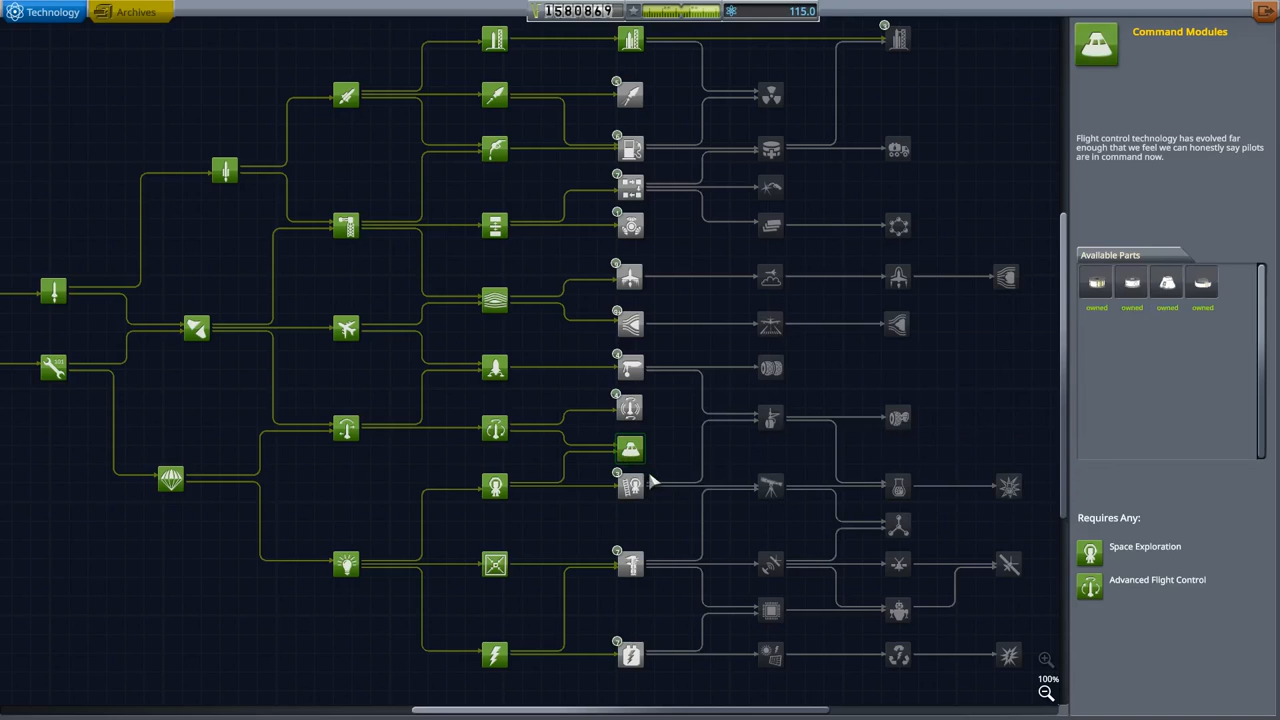 Technology
Archives
1580869
115.0
Command Modules
Flight control technology has evolved far
enough that we feel we can honestly say pilots
are in command now.
Available Parts
owned
owned
owned
owned
101
Requires Any:
Space Exploration
Advanced Flight Control
100%